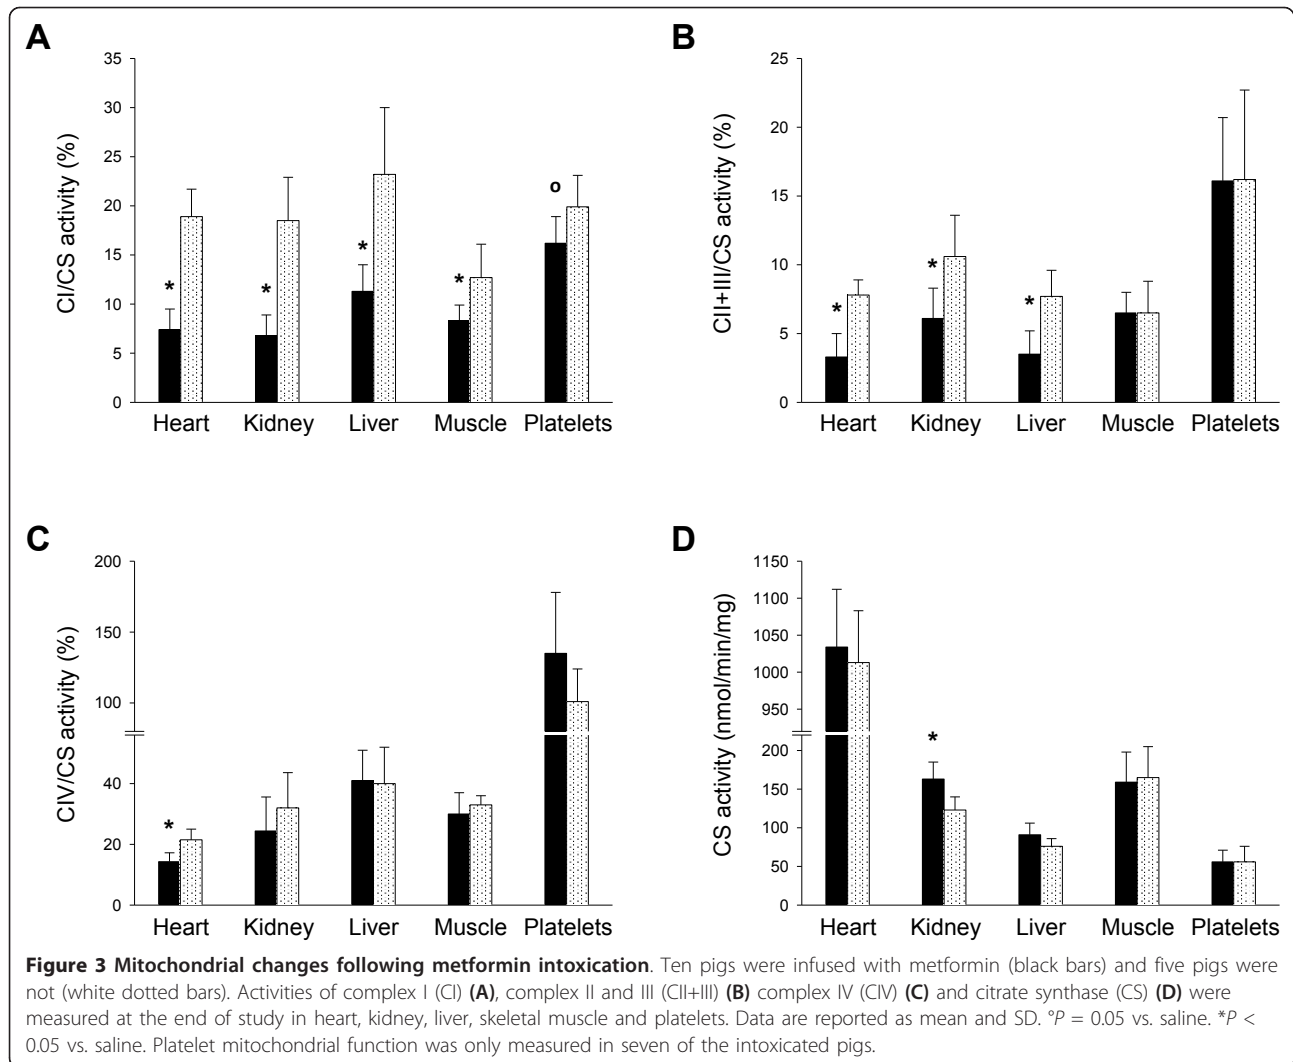 A
CI/CS activity (%)
35
30
25
20
15
10
5
0
* * * * o
Heart Kidney Liver Muscle Platelets
B
CII+III/CS activity (%)
25
20
15
10
5
0
* * *
Heart Kidney Liver Muscle Platelets
C
CIV/CS activity (%)
200
150
100
40
20
0
*
Heart Kidney Liver Muscle Platelets
D
CS activity (nmol/min/mg)
1150
1100
1050
1000
950
200
150
100
50
0
*
Heart Kidney Liver Muscle Platelets
Figure 3 Mitochondrial changes following metformin intoxication. Ten pigs were infused with metformin (black bars) and five pigs were
not (white dotted bars). Activities of complex I (CI) (A), complex II and III (CII+III) (B) complex IV (CIV) (C) and citrate synthase (CS) (D) were
measured at the end of study in heart, kidney, liver, skeletal muscle and platelets. Data are reported as mean and SD. °P = 0.05 vs. saline. *P <
0.05 vs. saline. Platelet mitochondrial function was only measured in seven of the intoxicated pigs.